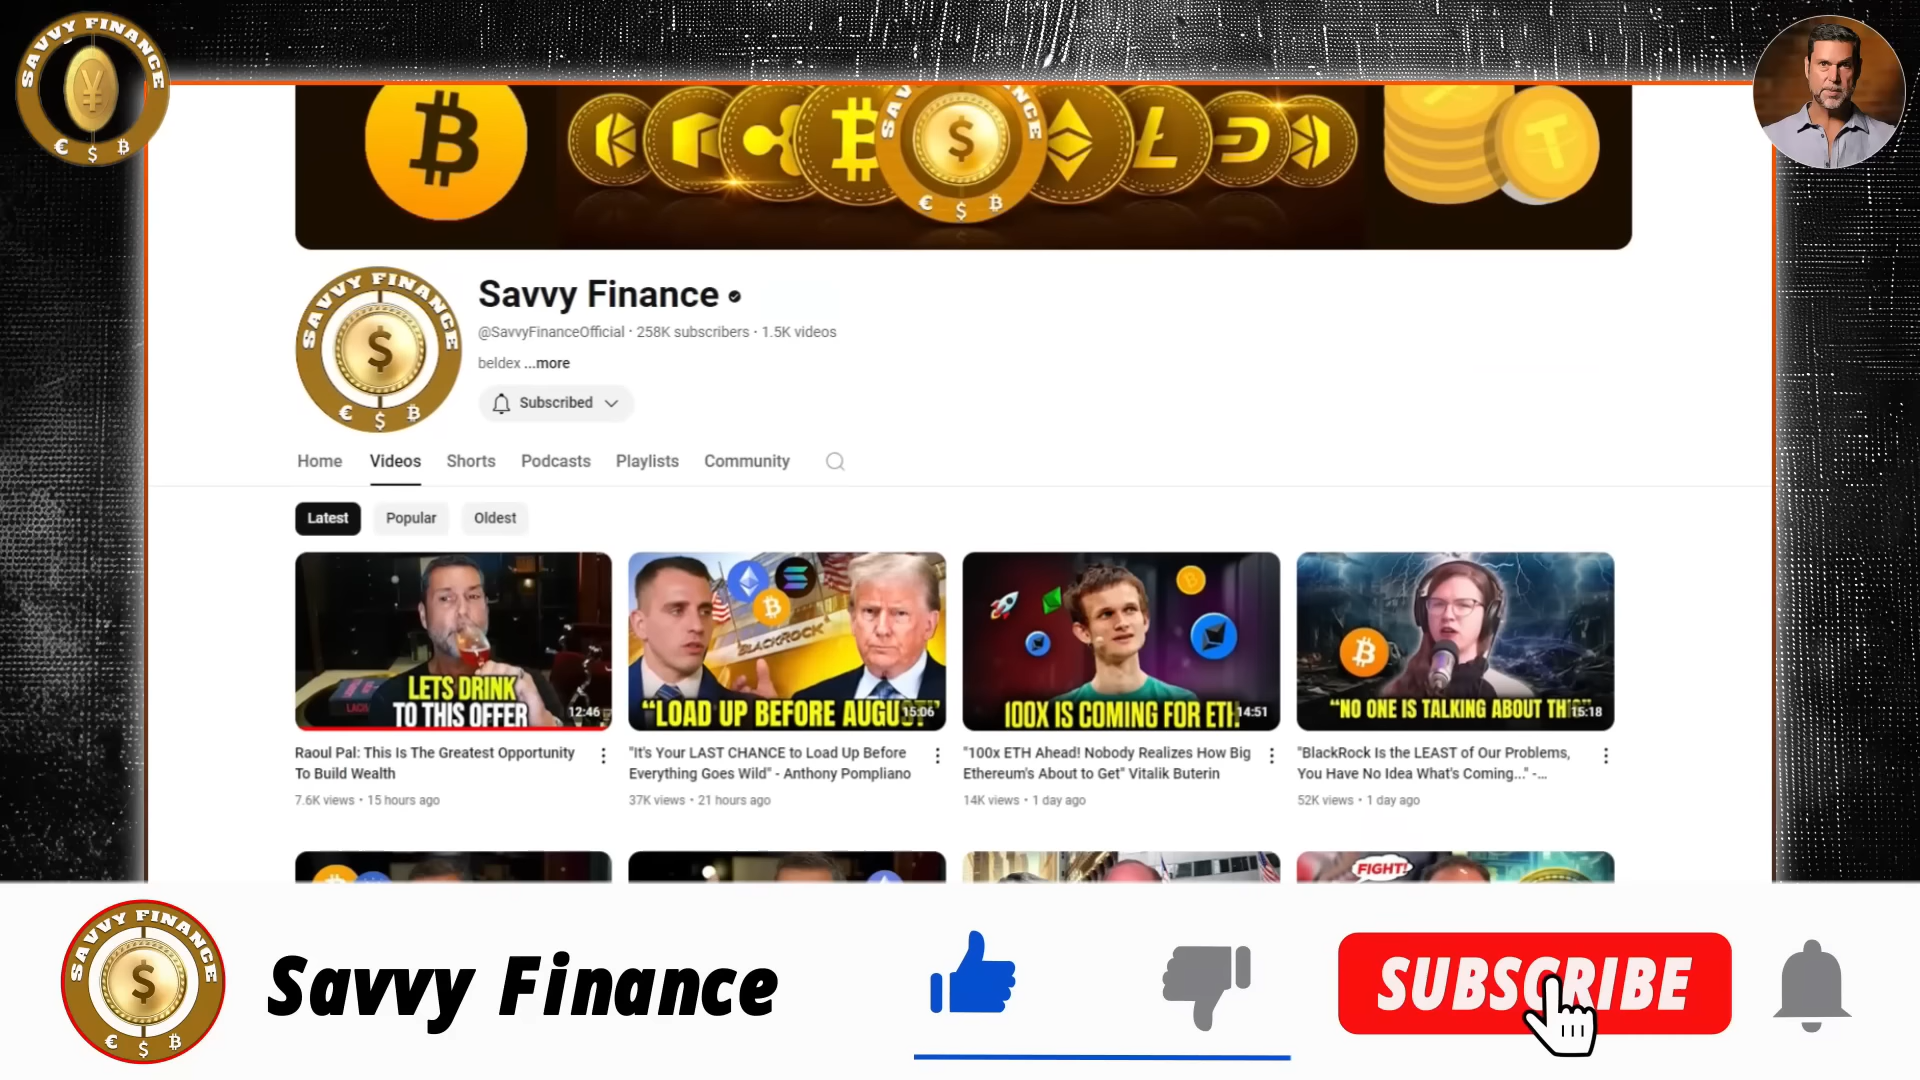 SAVVY FINANCE
¥
€ $ ₿
SAVVY FINANCE
$
€ $ ₿
SAVVY FINANCE
$
€ $ ₿
Savvy Finance
@SavvyFinanceOfficial · 258K subscribers · 1.5K videos
beldex ...more
Subscribed
Home Videos Shorts Podcasts Playlists Community
Latest Popular Oldest
LETS DRINK
TO THIS OFFER
12:46
BLACKROCK
"LOAD UP BEFORE AUGUST"
15:06
100X IS COMING FOR ETH
14:51
"NO ONE IS TALKING ABOUT THIS"
15:18
Raoul Pal: This Is The Greatest Opportunity
To Build Wealth
7.6K views • 15 hours ago
"It's Your LAST CHANCE to Load Up Before
Everything Goes Wild" - Anthony Pompliano
37K views • 21 hours ago
"100x ETH Ahead! Nobody Realizes How Big
Ethereum's About to Get" Vitalik Buterin
14K views • 1 day ago
"BlackRock Is the LEAST of Our Problems,
You Have No Idea What's Coming..." -...
52K views • 1 day ago
FIGHT!
SAVVY FINANCE
$
€ $ ₿
Savvy Finance
SUBSCRIBE